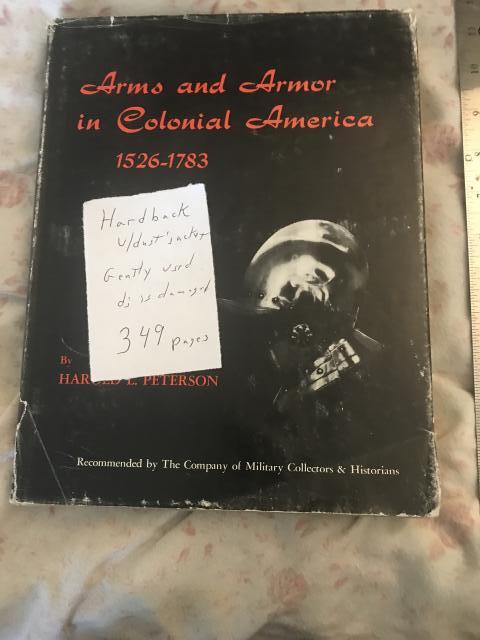 Arms and Armor
in Colonial America
1526-1783
Hardback
w/dust jacket
Gently used
dj is damaged
349 pages
By
HAROLD L. PETERSON
Recommended by The Company of Military Collectors & Historians